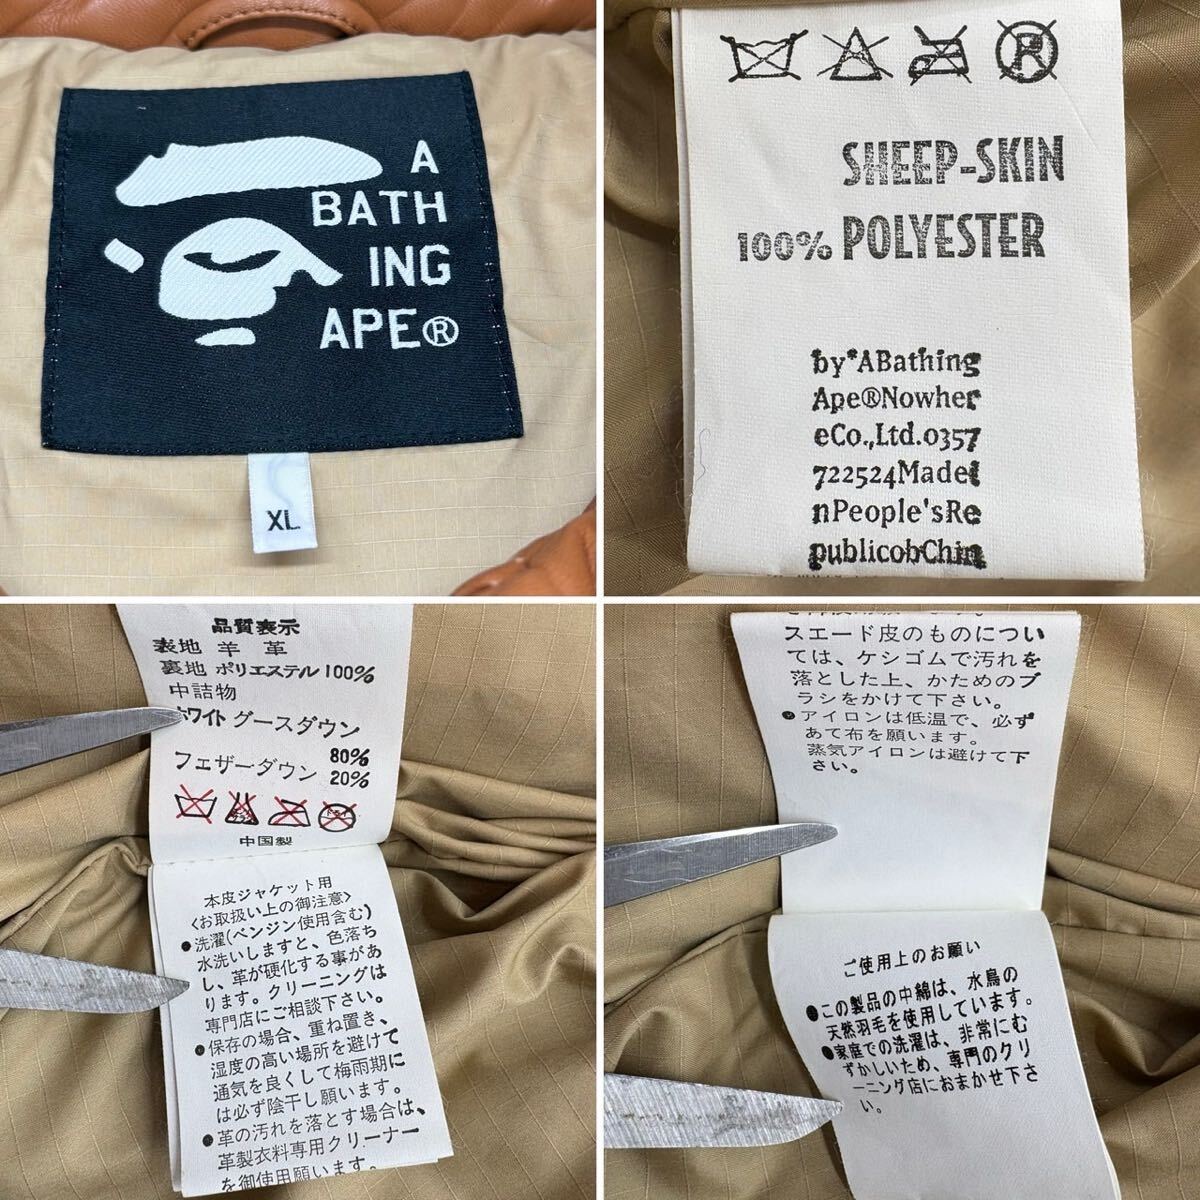 A
BATH
ING
APE®
XL
SHEEP-SKIN
100% POLYESTER
by*ABathing
Ape®Nowher
eCo.,Ltd.0357
722524MadeI
nPeople'sRe
publicobChin
品質表示
表地 羊 革
裏地 ポリエステル100%
中詰物
ホワイト グースダウン
80%
フェザーダウン 20%
ドライ
中国製
本皮ジャケット用
〈お取扱い上の御注意〉
●洗濯(ベンジン使用含む)
水洗いしますと、色落ち
し、革が硬化する事があ
ります。クリーニングは
専門店にご相談下さい。
●保存の場合、重ね置き、
湿度の高い場所を避けて
通気を良くして梅雨期に
は必ず陰干し願います。
●革の汚れを落とす場合は、
革製衣料専用クリーナー
を御使用願います。
スエード皮のものについ
ては、ケシゴムで汚れを
落とした上、かためのブ
ラシをかけて下さい。
●アイロンは低温で、必ず
あて布を願います。
蒸気アイロンは避けて下
さい。
ご使用上のお願い
●この製品の中綿は、水鳥の
天然羽毛を使用しています。
●家庭での洗濯は、非常にむ
ずかしいため、専門のクリ
ーニング店におまかせ下さ
い。